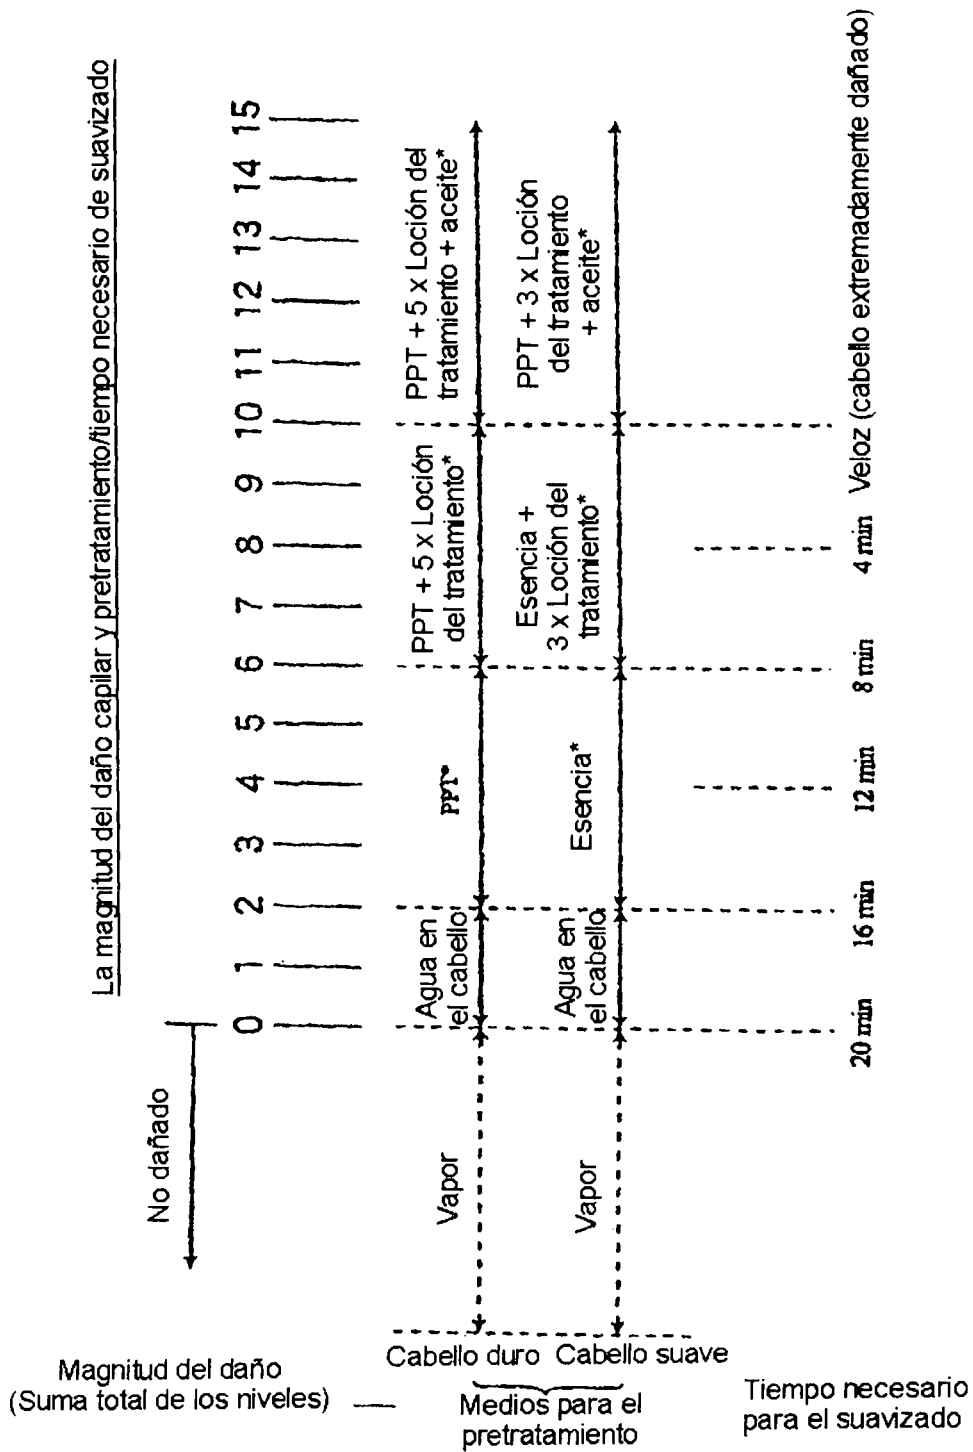 La magnitud del daño capilar y pretratamiento/tiempo necesario de suavizado
No dañado
0 1 2 3 4 5 6 7 8 9 10 11 12 13 14 15
Magnitud del daño
(Suma total de los niveles)
Vapor
Agua en
el cabello
PPT*
PPT + 5 x Loción
del tratamiento*
PPT + 5 x Loción del
tratamiento + aceite*
Cabello duro
Vapor
Agua en
el cabello
Esencia*
Esencia +
3 x Loción del
tratamiento*
PPT + 3 x Loción
del tratamiento
+ aceite*
Cabello suave
Medios para el
pretratamiento
20 min 16 min 12 min 8 min 4 min Veloz (cabello extremadamente dañado)
Tiempo necesario
para el suavizado